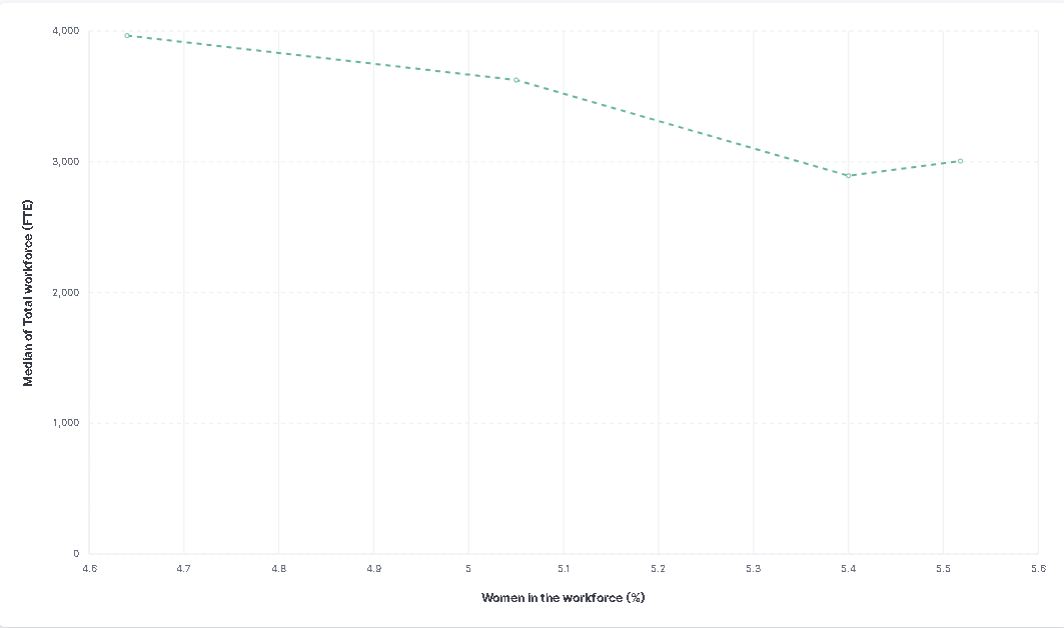 4,000
3,000
2,000
1,000
0
Median of Total workforce (FTE)
4.6 4.7 4.8 4.9 5 5.1 5.2 5.3 5.4 5.5 5.6
Women in the workforce (%)